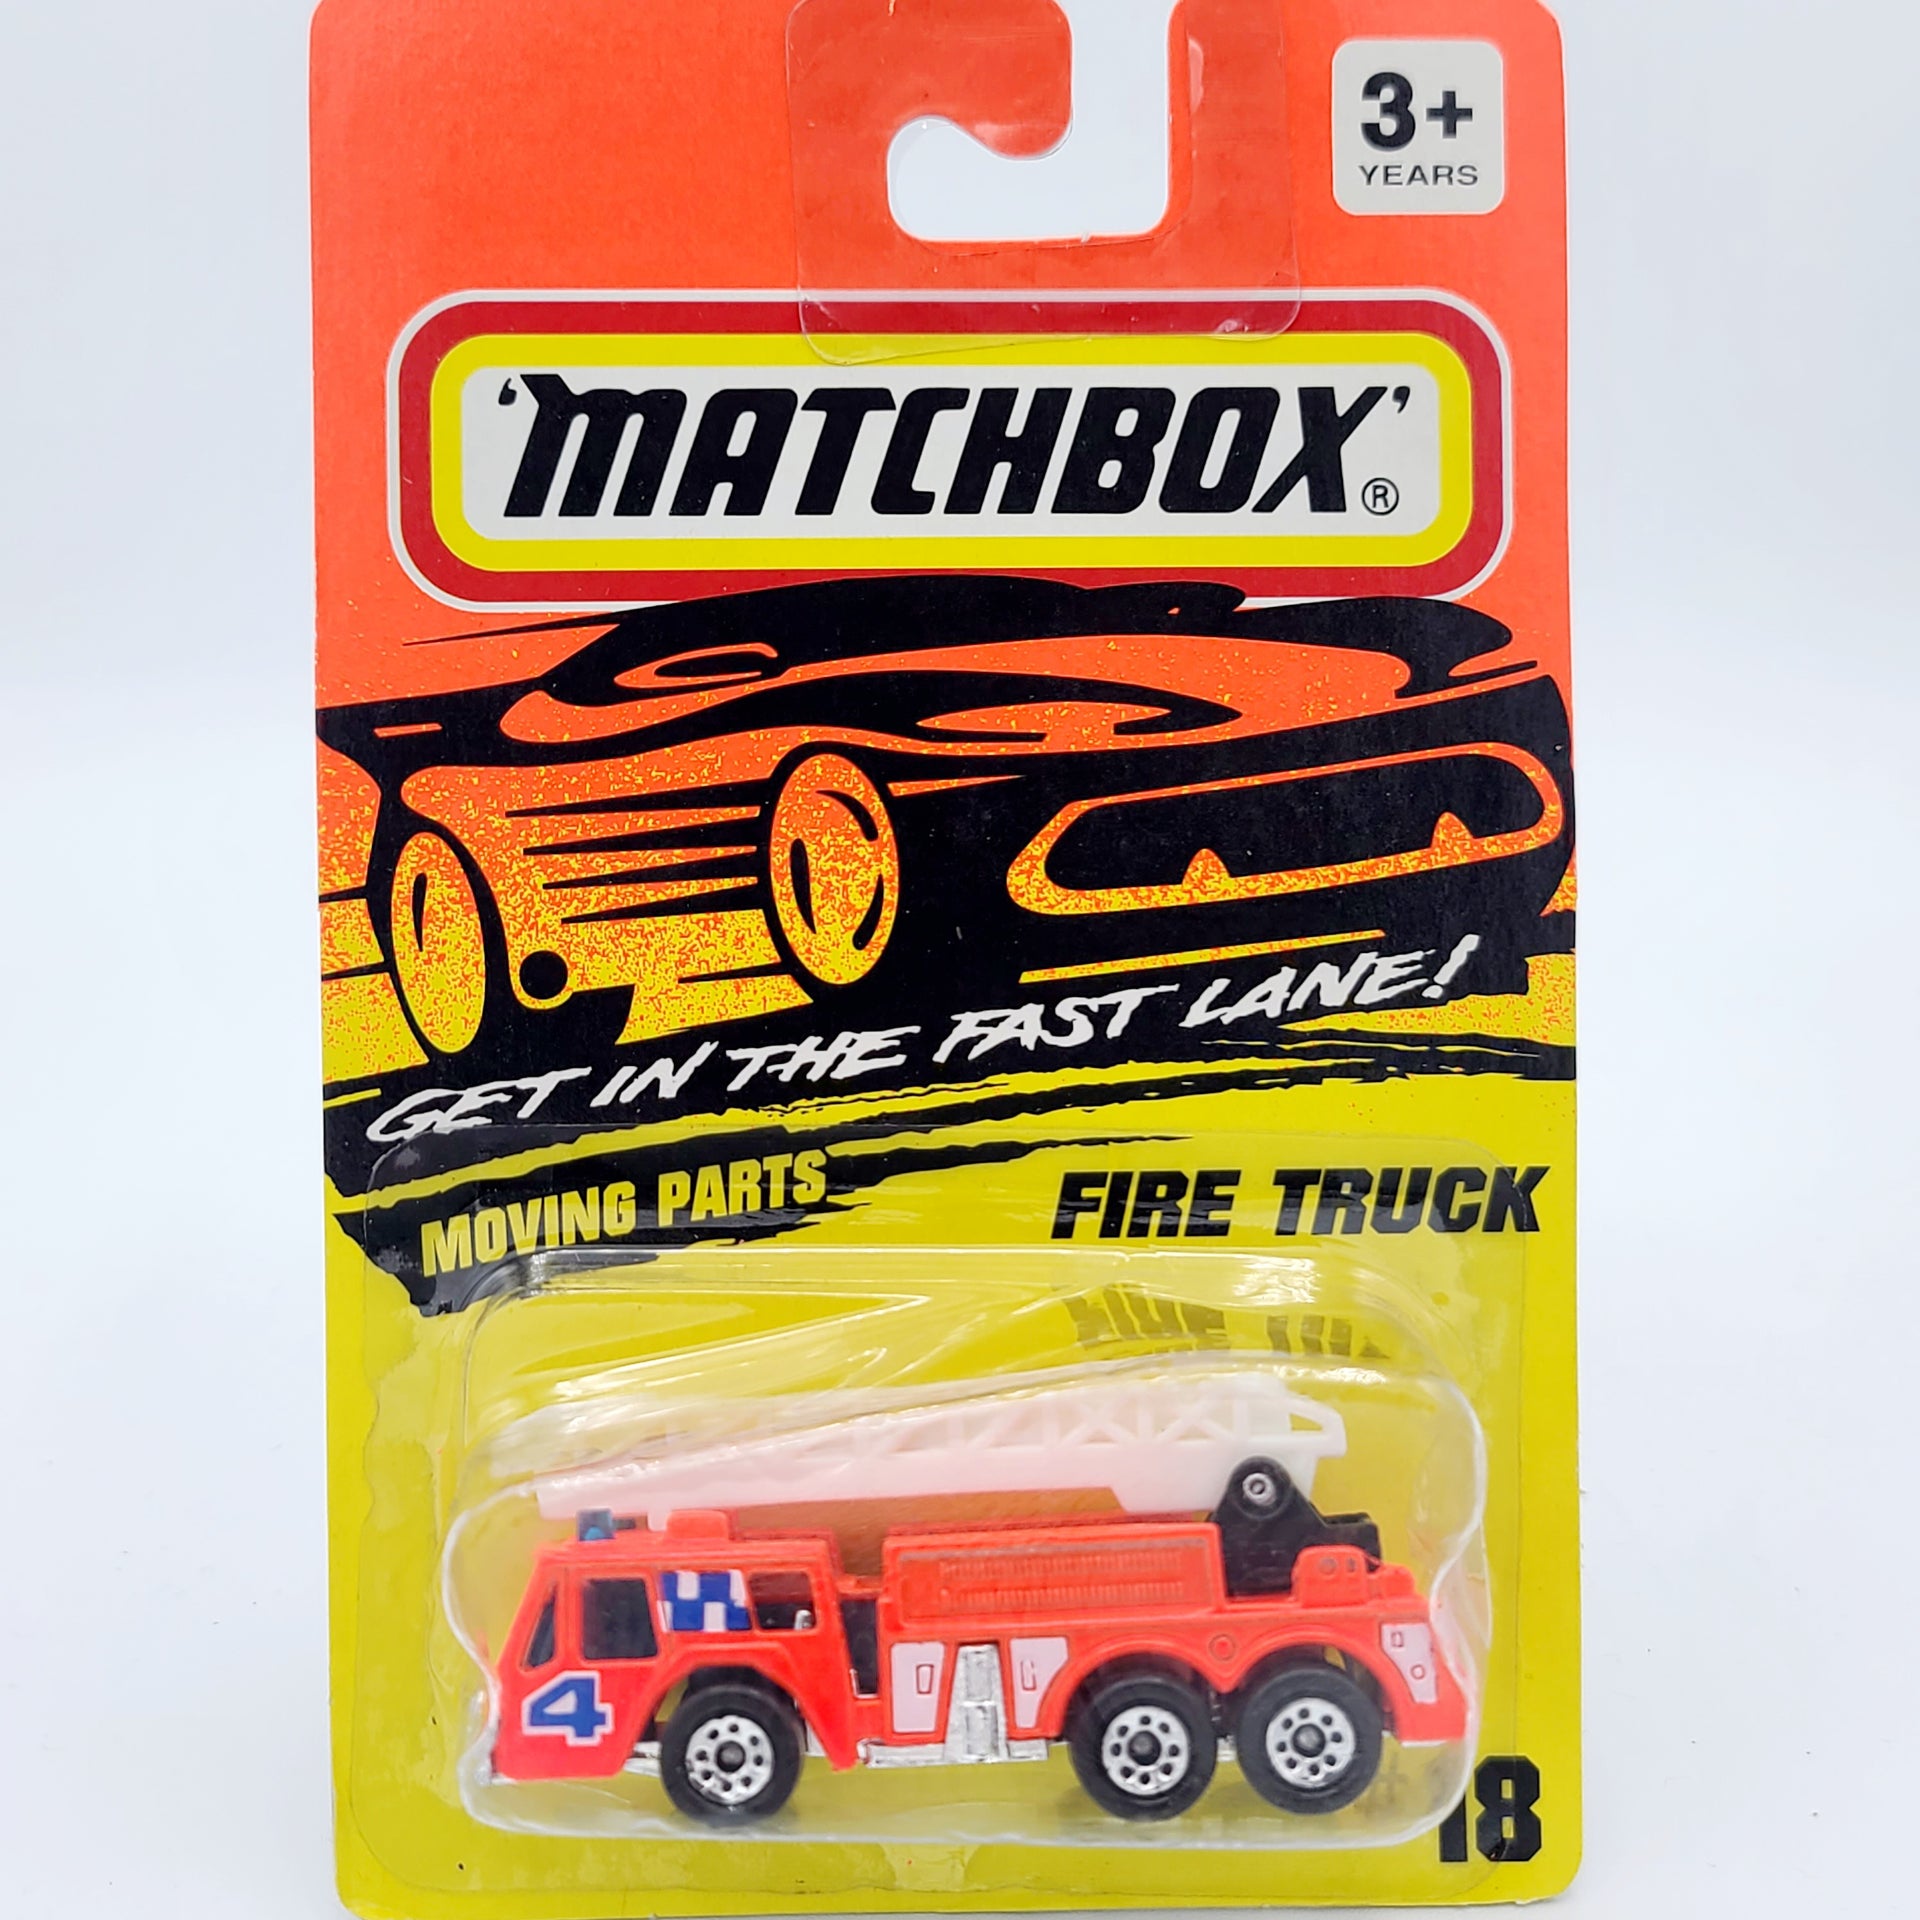 3+
YEARS
'MATCHBOX'®
GET IN THE FAST LANE!
MOVING PARTS
FIRE TRUCK
4
18